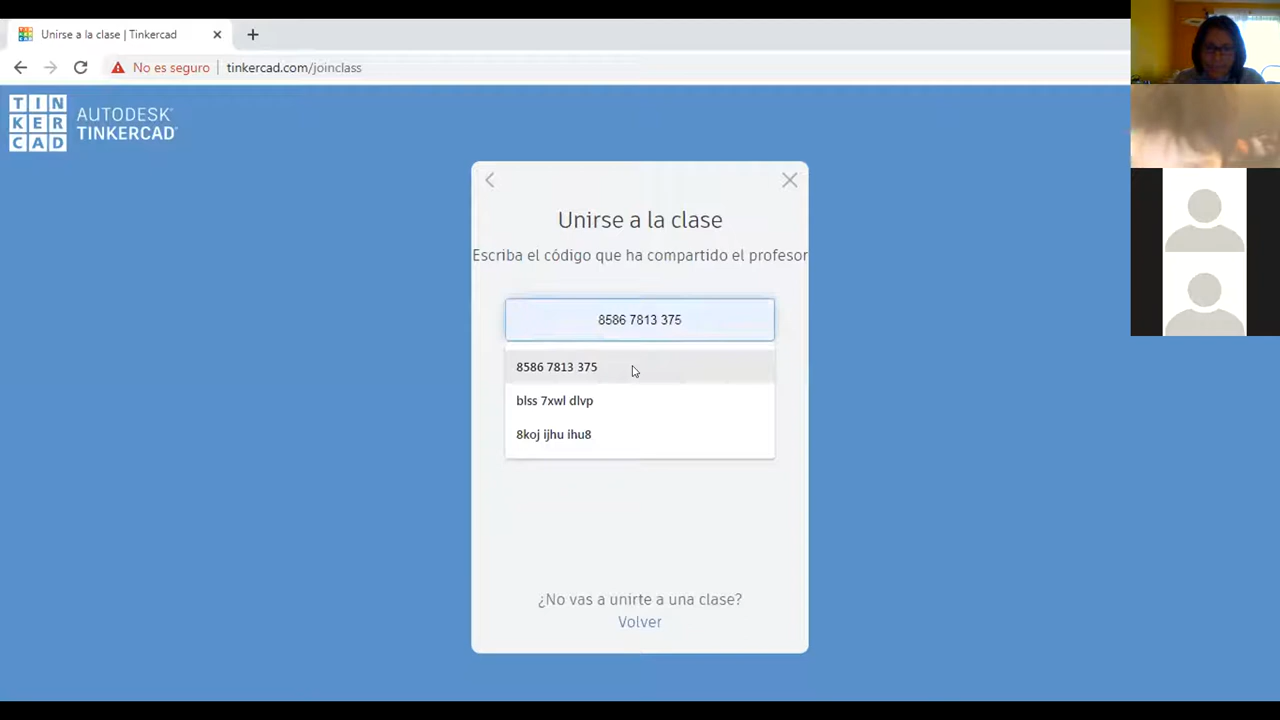 Unirse a la clase | Tinkercad
No es seguro
tinkercad.com/joinclass
TIN
KER
CAD
AUTODESK®
TINKERCAD®
Unirse a la clase
Escriba el código que ha compartido el profesor
8586 7813 375
8586 7813 375
blss 7xwl dlvp
8koj ijhu ihu8
¿No vas a unirte a una clase?
Volver